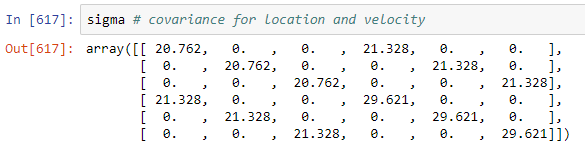 In [617]: sigma # covariance for location and velocity
Out[617]: array([[ 20.762,   0.   ,   0.   ,  21.328,   0.   ,   0.   ],
       [  0.   ,  20.762,   0.   ,   0.   ,  21.328,   0.   ],
       [  0.   ,   0.   ,  20.762,   0.   ,   0.   ,  21.328],
       [ 21.328,   0.   ,   0.   ,  29.621,   0.   ,   0.   ],
       [  0.   ,  21.328,   0.   ,   0.   ,  29.621,   0.   ],
       [  0.   ,   0.   ,  21.328,   0.   ,   0.   ,  29.621]])